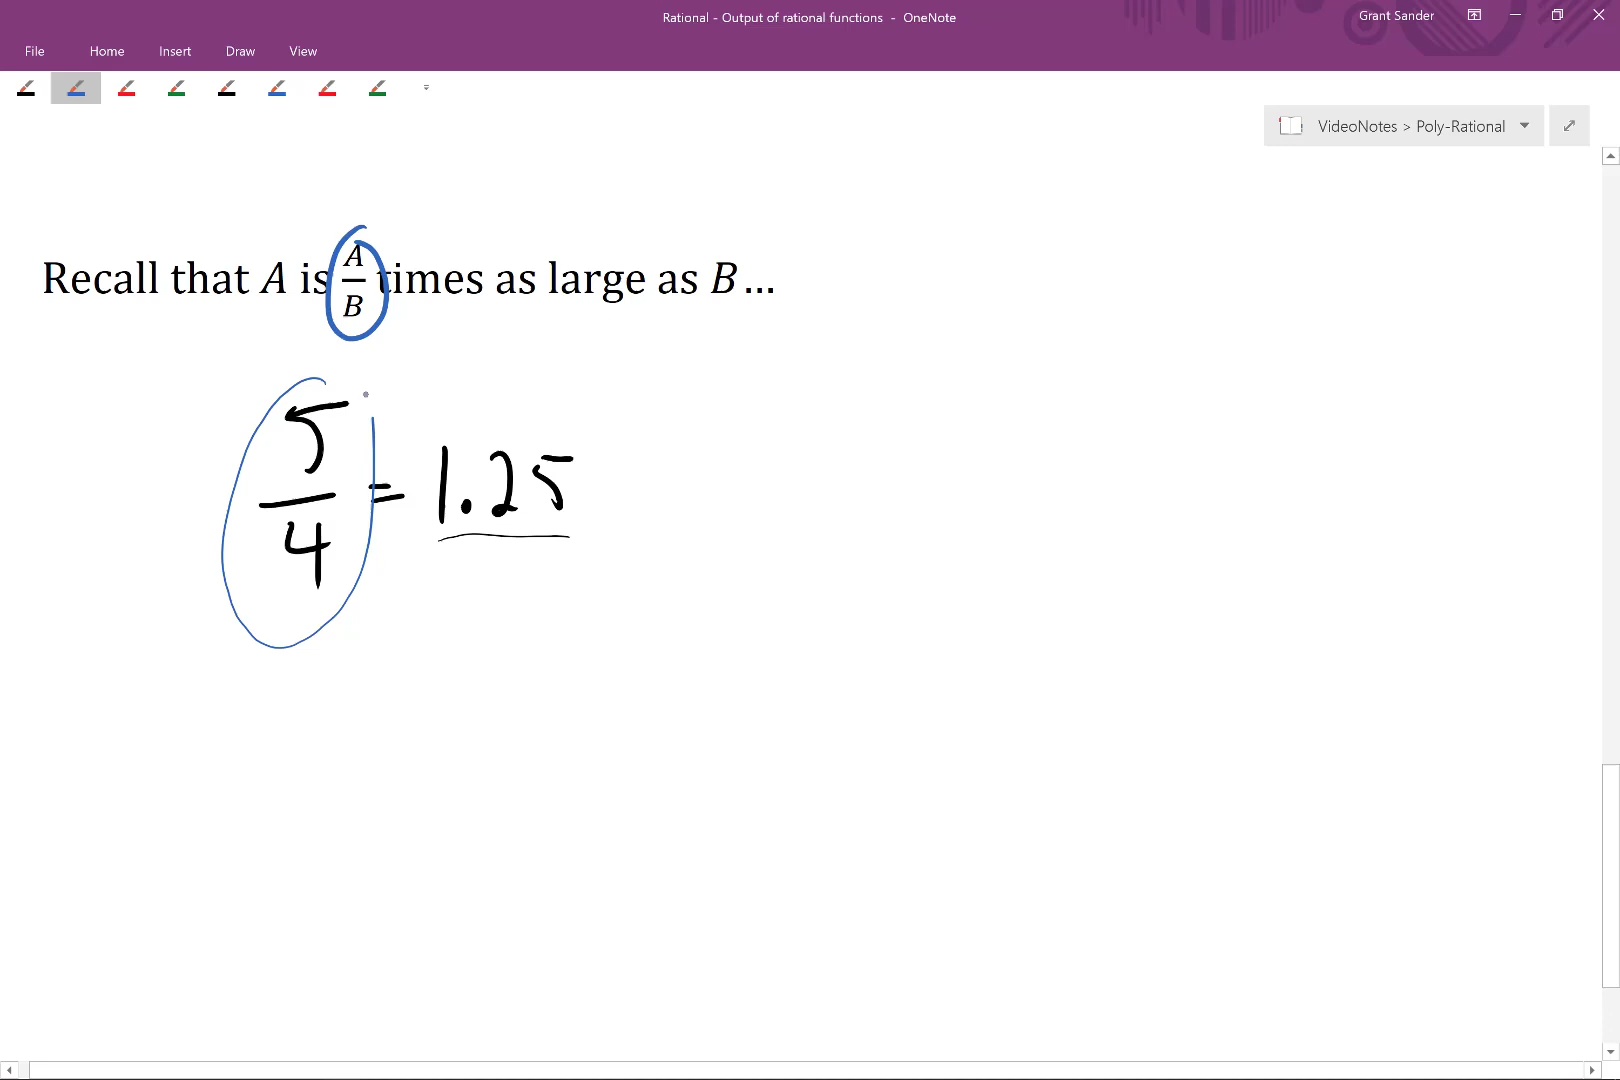 Rational - Output of rational functions - OneNote
Grant Sander
File Home Insert Draw View
VideoNotes > Poly-Rational
Recall that A is A/B times as large as B ...
5/4 = 1.25